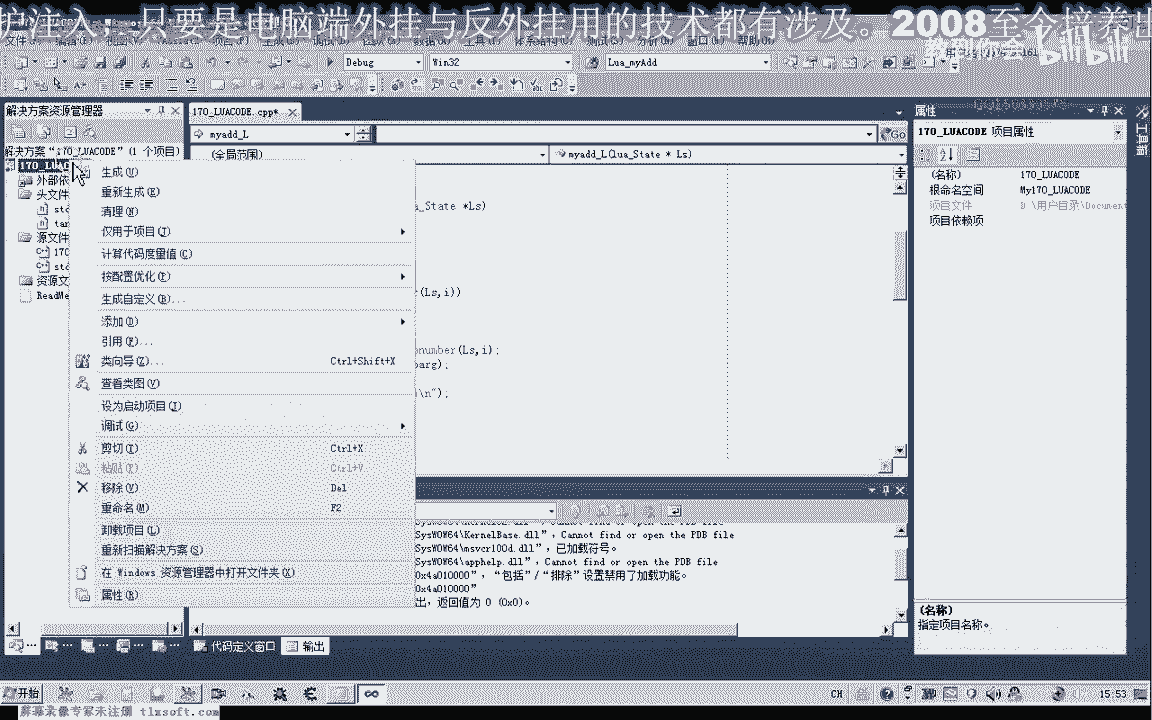 护注入，只要是电脑端外挂与反外挂用的技术都有涉及。2008至今培养出
bilibili
Debug Win32 Lua_myAdd
解决方案资源管理器
170_LUACODE.cpp*
属性
myadd_L
Go
170_LUACODE 项目属性
工具箱
解决方案“170_LUACODE” (1 个项目)
(全局范围)
myadd_L(lua_State * Ls)
170_LUAC
外部依
头文件
源文件
资源文
ReadMe
生成(U)
重新生成(E)
清理(N)
仅用于项目(J)
计算代码度量值(C)
按配置优化(P)
生成自定义(B)...
添加(D)
引用(F)...
类向导(Z)... Ctrl+Shift+X
查看类图(V)
设为启动项目(A)
调试(G)
剪切(T) Ctrl+X
粘贴(P) Ctrl+V
移除(V) Del
重命名(M) F2
卸载项目(L)
重新扫描解决方案(S)
在 Windows 资源管理器中打开文件夹(X)
属性(R)
a_State *Ls)
(Ls,i))
onumber(Ls,i);
parg);
\n");
(名称) 170_LUACODE
根命名空间 My170_LUACODE
项目文件 D:\用户目录\Document
项目依赖项
SysWOW64\KernelBase.dll”，Cannot find or open the PDB file
SysWOW64\msvcr100d.dll”，已加载符号。
SysWOW64\apphelp.dll”，Cannot find or open the PDB file
0x4a010000”，“包括”/“排除”设置禁用了加载功能。
0x4a010000”
出，返回值为 0 (0x0)。
(名称)
指定项目名称。
代码定义窗口 输出
开始
CH
15:53
屏幕录像专家未注册 tlxsoft.com